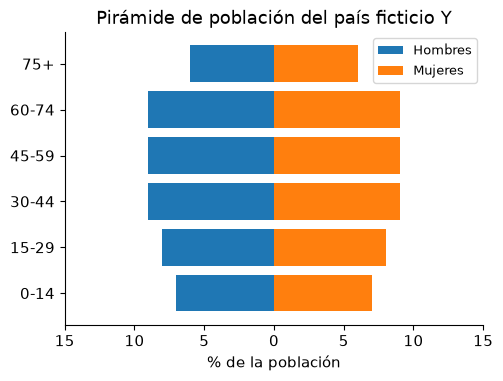 Pirámide de población del país ficticio Y
Hombres
Mujeres
75+
60-74
45-59
30-44
15-29
0-14
15 10 5 0 5 10 15
% de la población